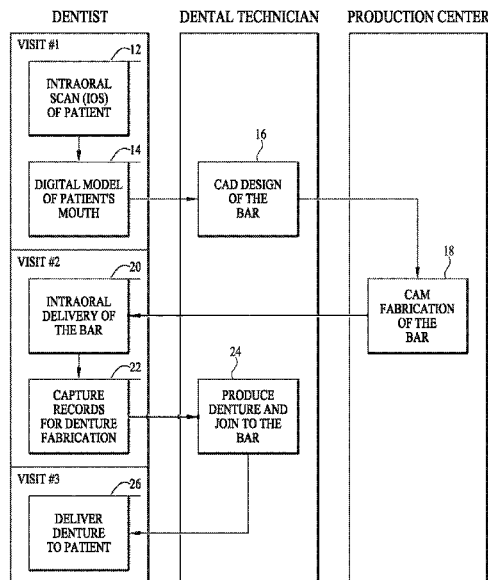 DENTIST
DENTAL TECHNICIAN
PRODUCTION CENTER
VISIT #1
12
INTRAORAL
SCAN (IOS)
OF PATIENT
14
DIGITAL MODEL
OF PATIENT'S
MOUTH
16
CAD DESIGN
OF THE
BAR
VISIT #2
18
CAM
FABRICATION
OF THE
BAR
20
INTRAORAL
DELIVERY OF
THE BAR
22
CAPTURE
RECORDS
FOR DENTURE
FABRICATION
24
PRODUCE
DENTURE AND
JOIN TO THE
BAR
VISIT #3
26
DELIVER
DENTURE
TO PATIENT